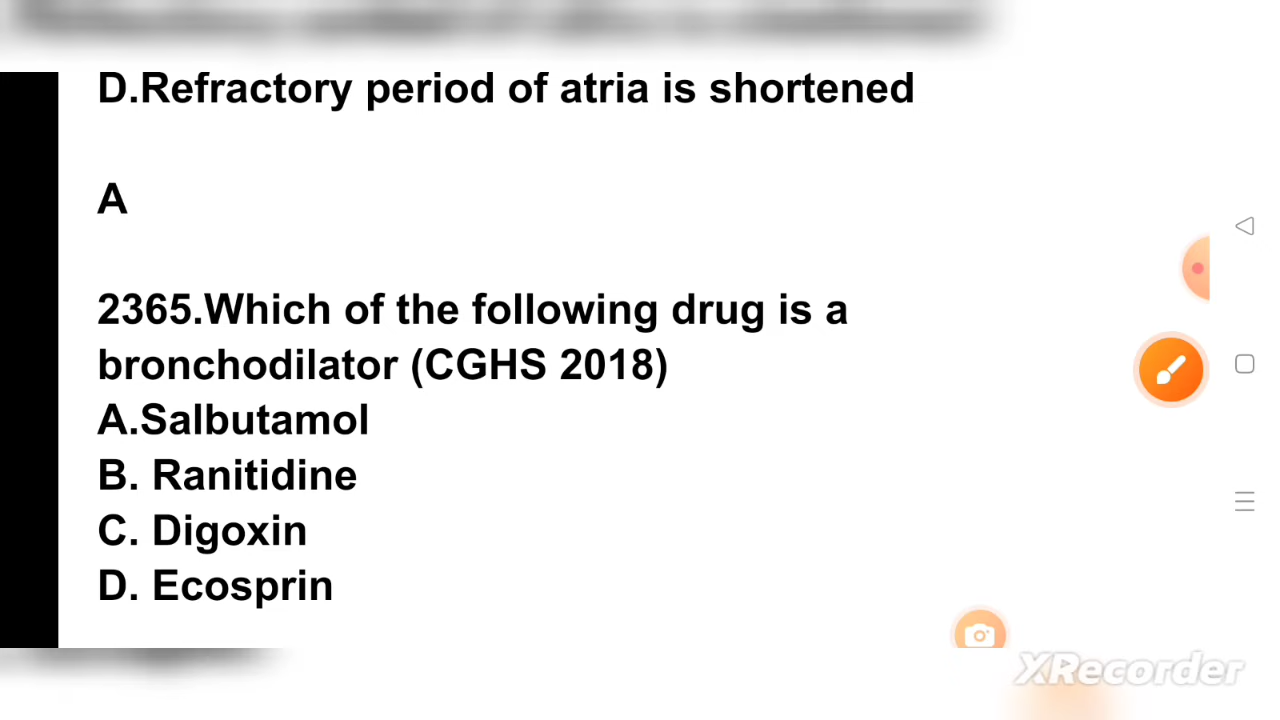 D.Refractory period of atria is shortened
A
2365.Which of the following drug is a
bronchodilator (CGHS 2018)
A.Salbutamol
B. Ranitidine
C. Digoxin
D. Ecosprin
XRecorder